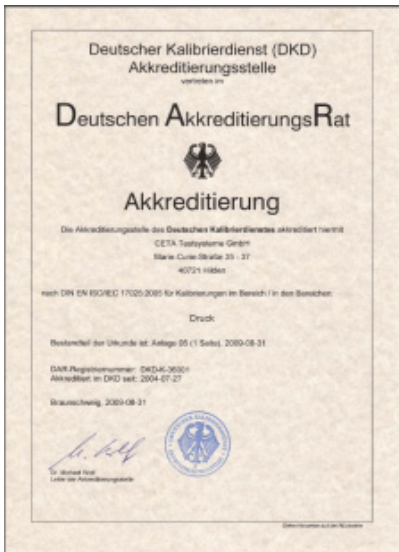 Deutscher Kalibrierdienst (DKD)
Akkreditierungsstelle
vertreten im
Deutschen AkkreditierungsRat
Akkreditierung
Die Akkreditierungsstelle des Deutschen Kalibrierdienstes akkreditiert hiermit
CETA Testsysteme GmbH
Marie-Curie-Straße 35 - 37
40721 Hilden
nach DIN EN ISO/IEC 17025:2005 für Kalibrierungen im Bereich / in den Bereichen
Druck
Bestandteil der Urkunde ist: Anlage 05 (1 Seite), 2009-08-31
DAR-Registriernummer: DKD-K-36301
Akkreditiert im DKD seit: 2004-07-27
Braunschweig, 2009-08-31
Dr. Michael Wolf
Leiter der Akkreditierungsstelle